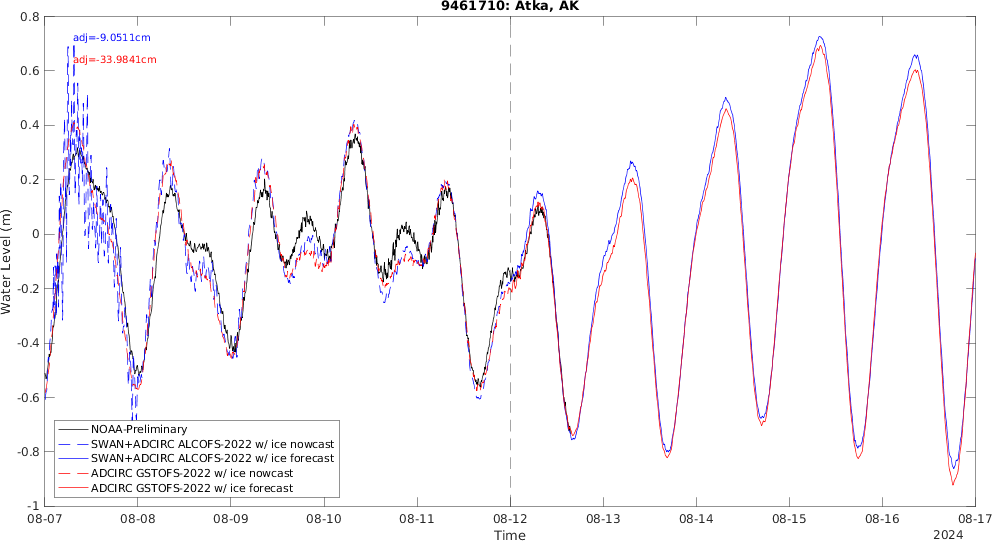 9461710: Atka, AK
adj=-9.0511cm
adj=-33.9841cm
Water Level (m)
0.8
0.6
0.4
0.2
0
-0.2
-0.4
-0.6
-0.8
-1
NOAA-Preliminary
SWAN+ADCIRC ALCOFS-2022 w/ ice nowcast
SWAN+ADCIRC ALCOFS-2022 w/ ice forecast
ADCIRC GSTOFS-2022 w/ ice nowcast
ADCIRC GSTOFS-2022 w/ ice forecast
08-07 08-08 08-09 08-10 08-11 08-12 08-13 08-14 08-15 08-16 08-17
Time
2024